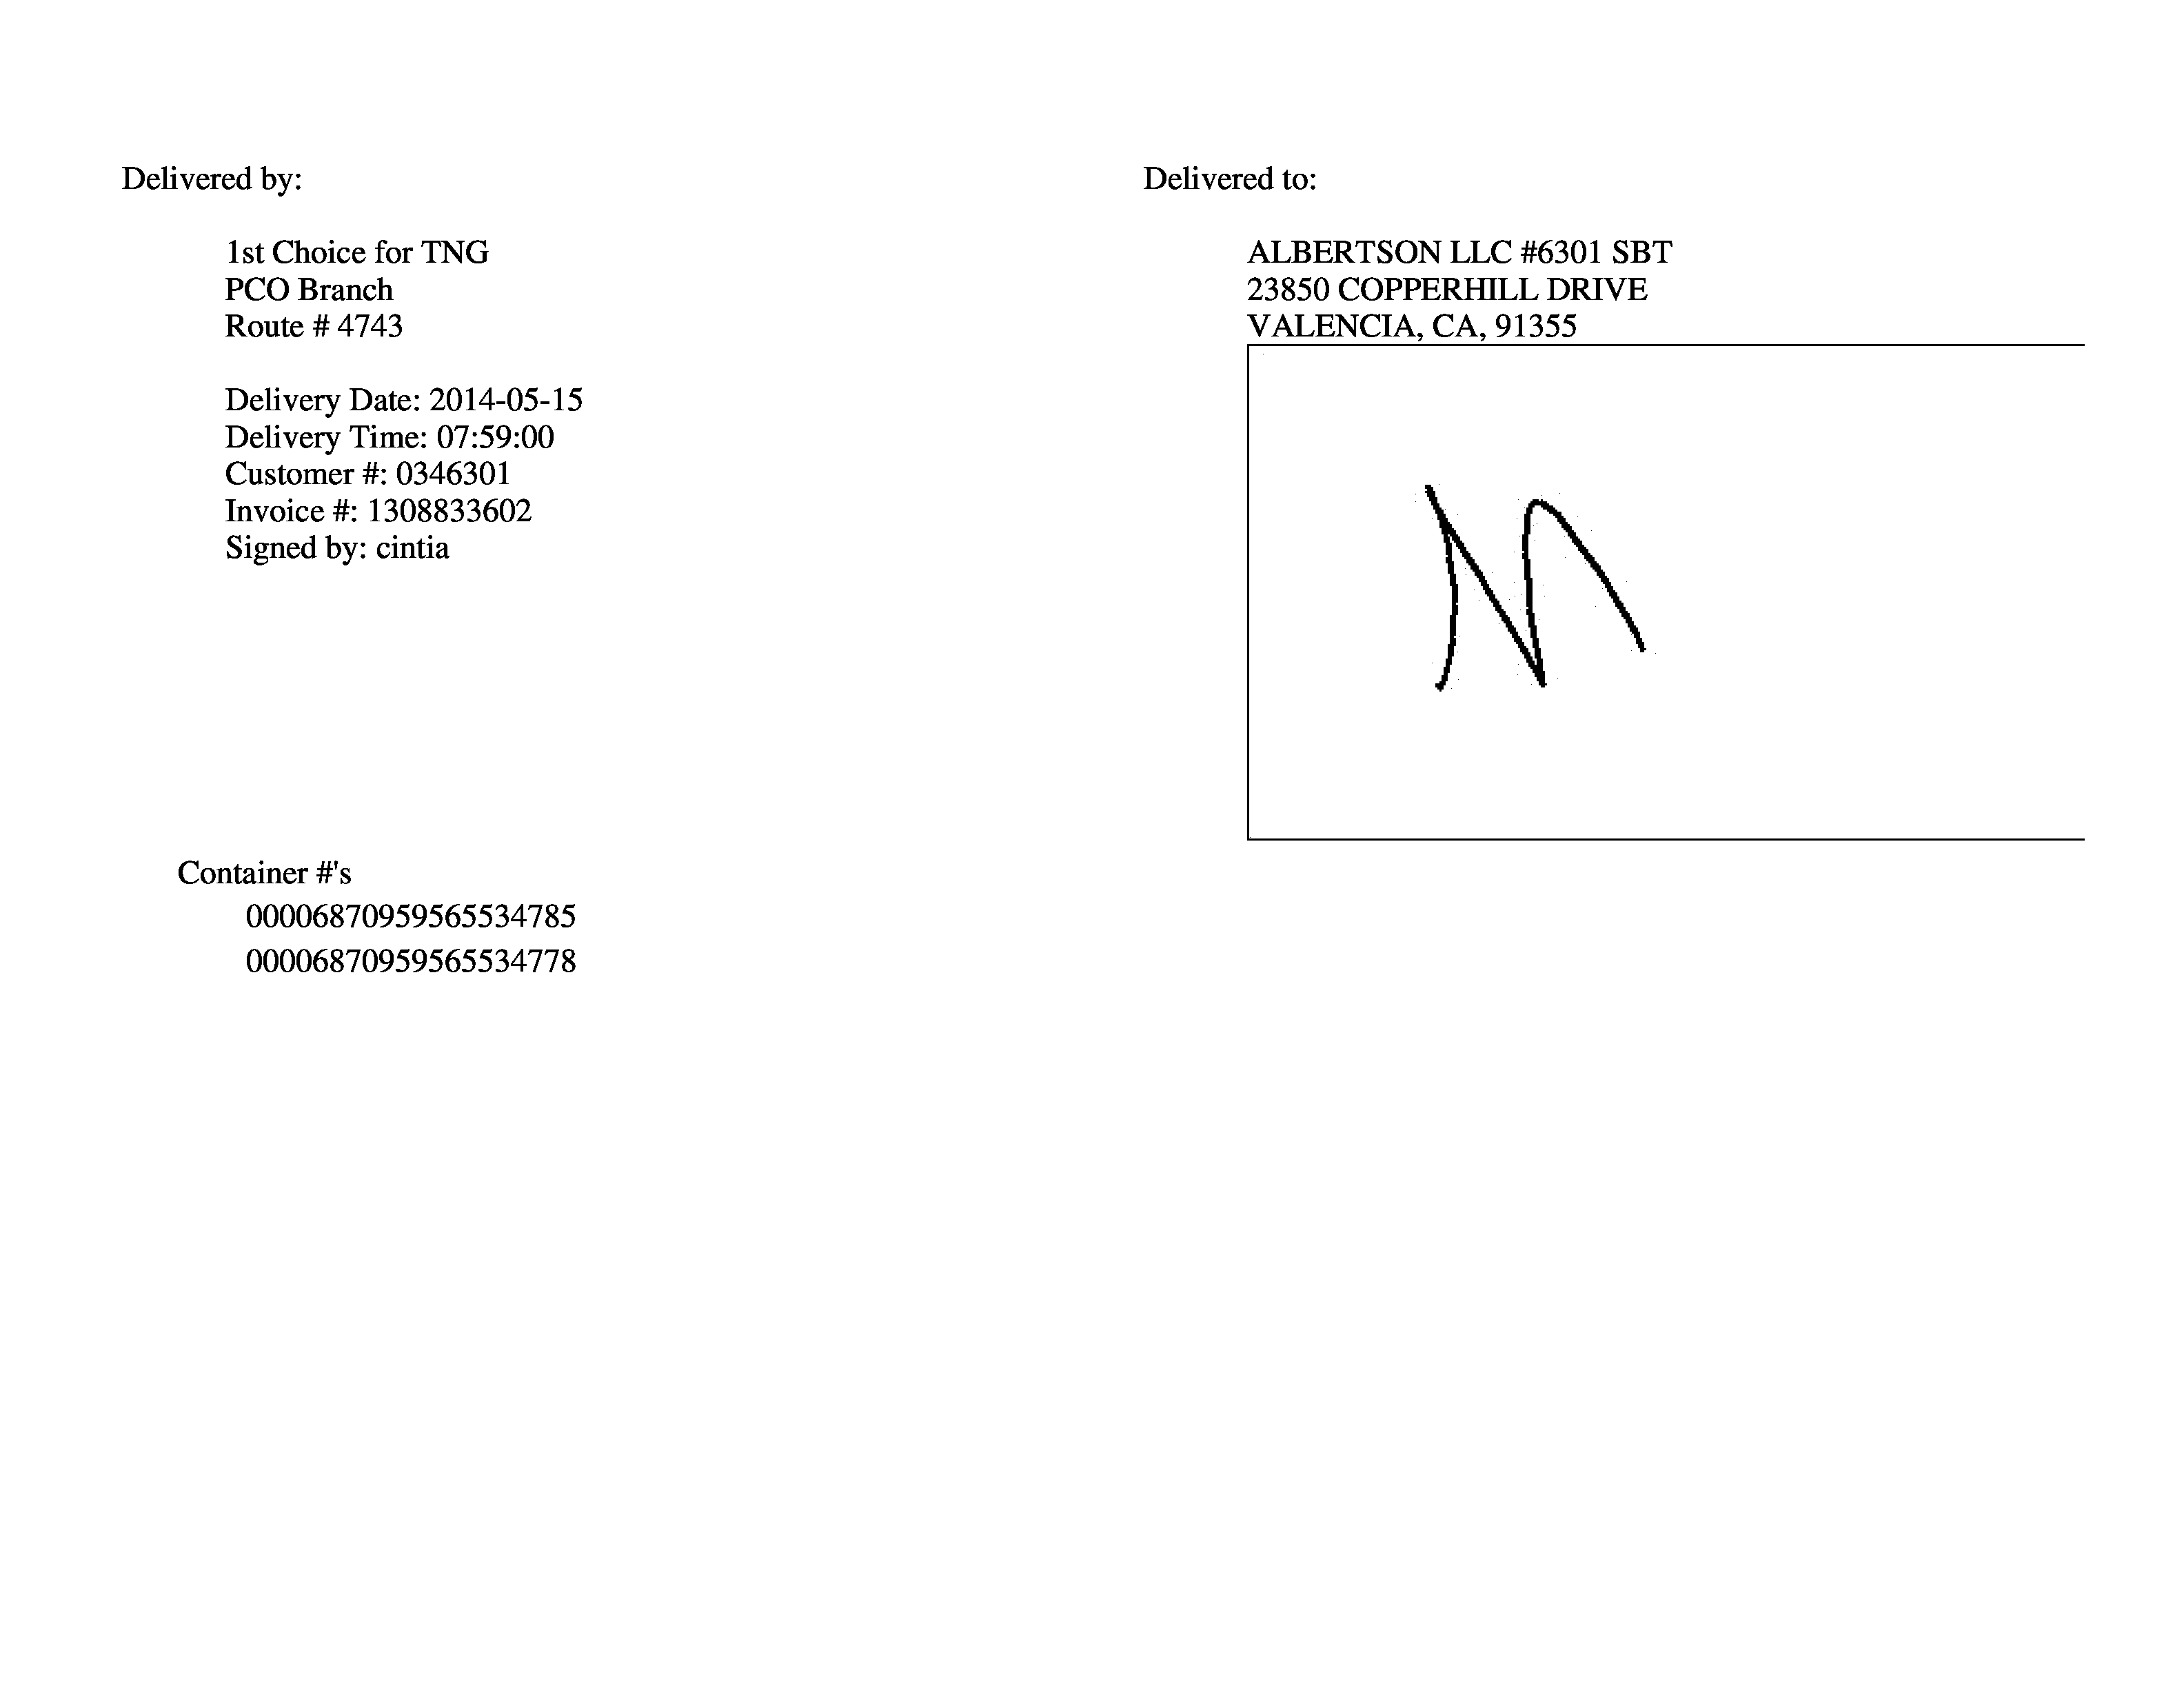 Delivered by:
1st Choice for TNG
PCO Branch
Route # 4743
Delivery Date: 2014-05-15
Delivery Time: 07:59:00
Customer #: 0346301
Invoice #: 1308833602
Signed by: cintia
Delivered to:
ALBERTSON LLC #6301 SBT
23850 COPPERHILL DRIVE
VALENCIA, CA, 91355
Container #'s
00006870959565534785
00006870959565534778